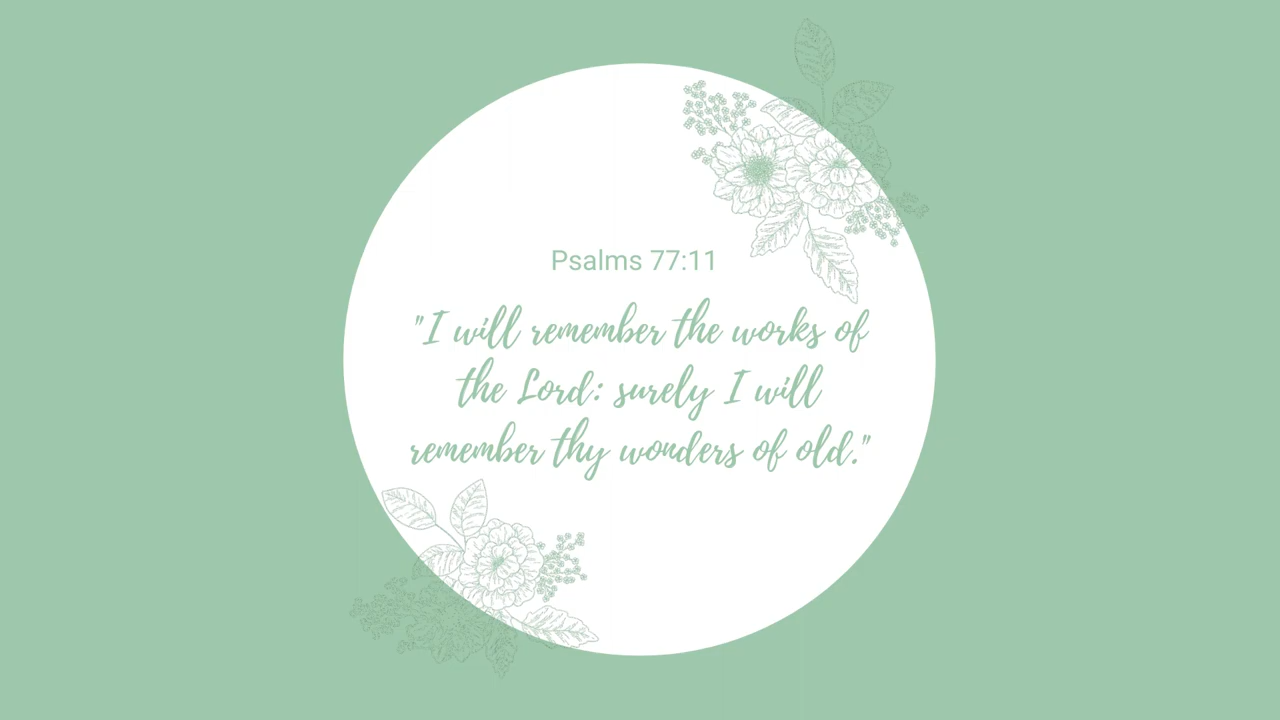 Psalms 77:11
"I will remember the works of
the Lord: surely I will
remember thy wonders of old."